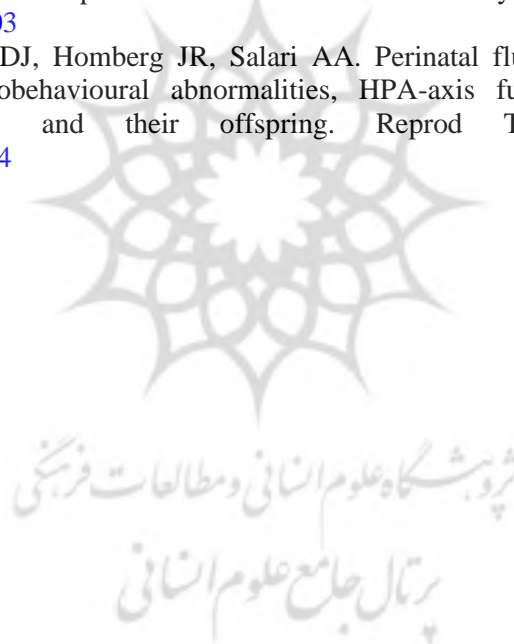 03
DJ, Homberg JR, Salari AA. Perinatal flu
obehavioural abnormalities, HPA-axis fu
and their offspring. Reprod T
4
پژوهشگاه علوم انسانی و مطالعات فرهنگی
پرتال جامع علوم انسانی